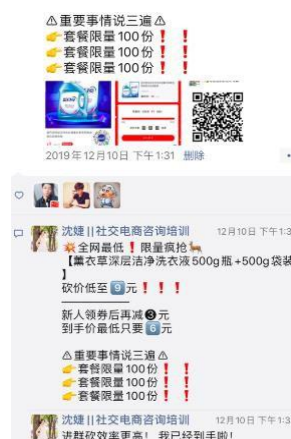 ⚠重要事情说三遍⚠
👉套餐限量100份❗❗
👉套餐限量100份❗❗
👉套餐限量100份❗❗
2019年12月10日 下午1:31 删除
沈婕||社交电商咨询培训 12月10日 下午1:3
💥全网最低❗限量疯抢🐂
【薰衣草深层洁净洗衣液500g瓶+500g袋装
】
砍价低至9️⃣元❗❗❗
——————
新人领券后再减❸元
到手价最低只要6️⃣元
⚠重要事情说三遍⚠
👉套餐限量100份❗❗
👉套餐限量100份❗❗
👉套餐限量100份❗❗
沈婕||社交电商咨询培训 12月10日 下午1:3
进群砍效率更高！我已经到手啦！